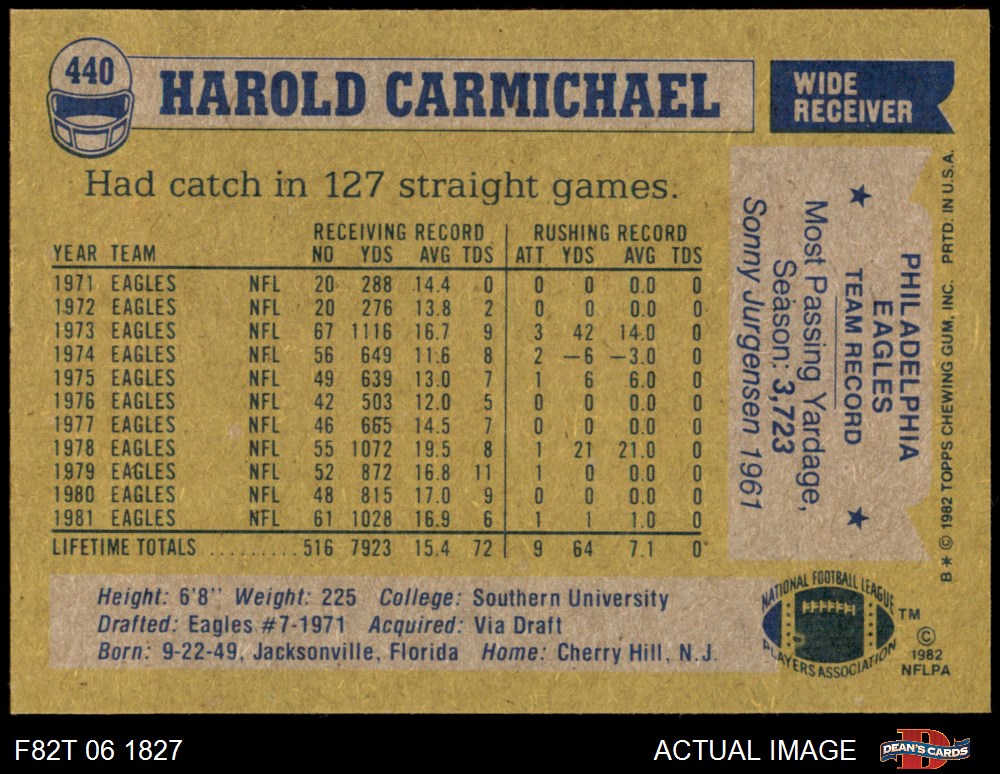 440
HAROLD CARMICHAEL
WIDE
RECEIVER
Had catch in 127 straight games.
RECEIVING RECORD RUSHING RECORD
YEAR TEAM NO YDS AVG TDS ATT YDS AVG TDS
1971 EAGLES NFL 20 288 14.4 0 0 0 0.0 0
1972 EAGLES NFL 20 276 13.8 2 0 0 0.0 0
1973 EAGLES NFL 67 1116 16.7 9 3 42 14.0 0
1974 EAGLES NFL 56 649 11.6 8 2 –6 –3.0 0
1975 EAGLES NFL 49 639 13.0 7 1 6 6.0 0
1976 EAGLES NFL 42 503 12.0 5 0 0 0.0 0
1977 EAGLES NFL 46 665 14.5 7 0 0 0.0 0
1978 EAGLES NFL 55 1072 19.5 8 1 21 21.0 0
1979 EAGLES NFL 52 872 16.8 11 1 0 0.0 0
1980 EAGLES NFL 48 815 17.0 9 0 0 0.0 0
1981 EAGLES NFL 61 1028 16.9 6 1 1 1.0 0
LIFETIME TOTALS .......... 516 7923 15.4 72 9 64 7.1 0
Height: 6'8" Weight: 225 College: Southern University
Drafted: Eagles #7-1971 Acquired: Via Draft
Born: 9-22-49, Jacksonville, Florida Home: Cherry Hill, N.J.
PHILADELPHIA
EAGLES
★ TEAM RECORD ★
Most Passing Yardage,
Season: 3,723
Sonny Jurgensen 1961
B * © 1982 TOPPS CHEWING GUM, INC. PRTD. IN U.S.A.
NATIONAL FOOTBALL LEAGUE
PLAYERS ASSOCIATION
TM
©
1982
NFLPA
F82T 06 1827
ACTUAL IMAGE
DEAN'S CARDS